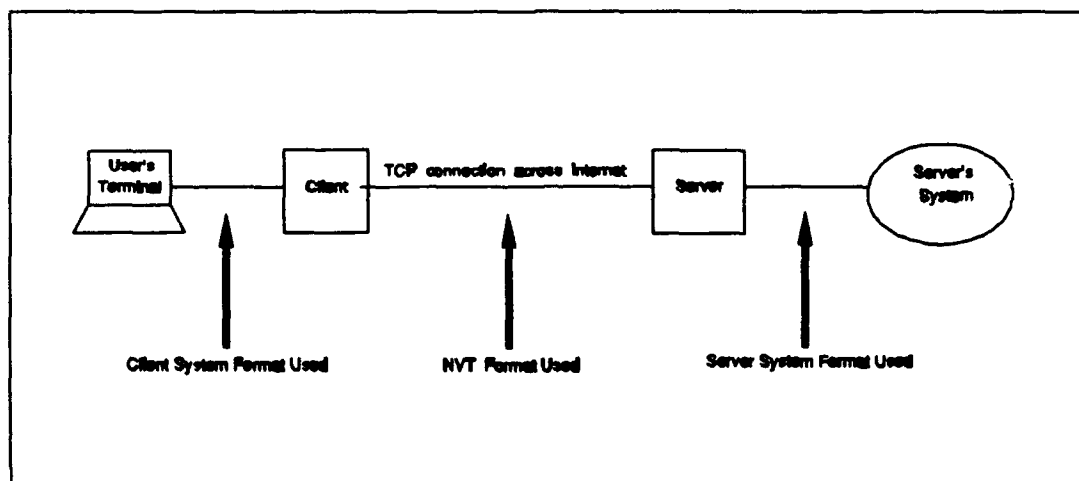 User's
Terminal
Client
TCP connection across Internet
Server
Server's
System
Client System Format Used
NVT Format Used
Server System Format Used